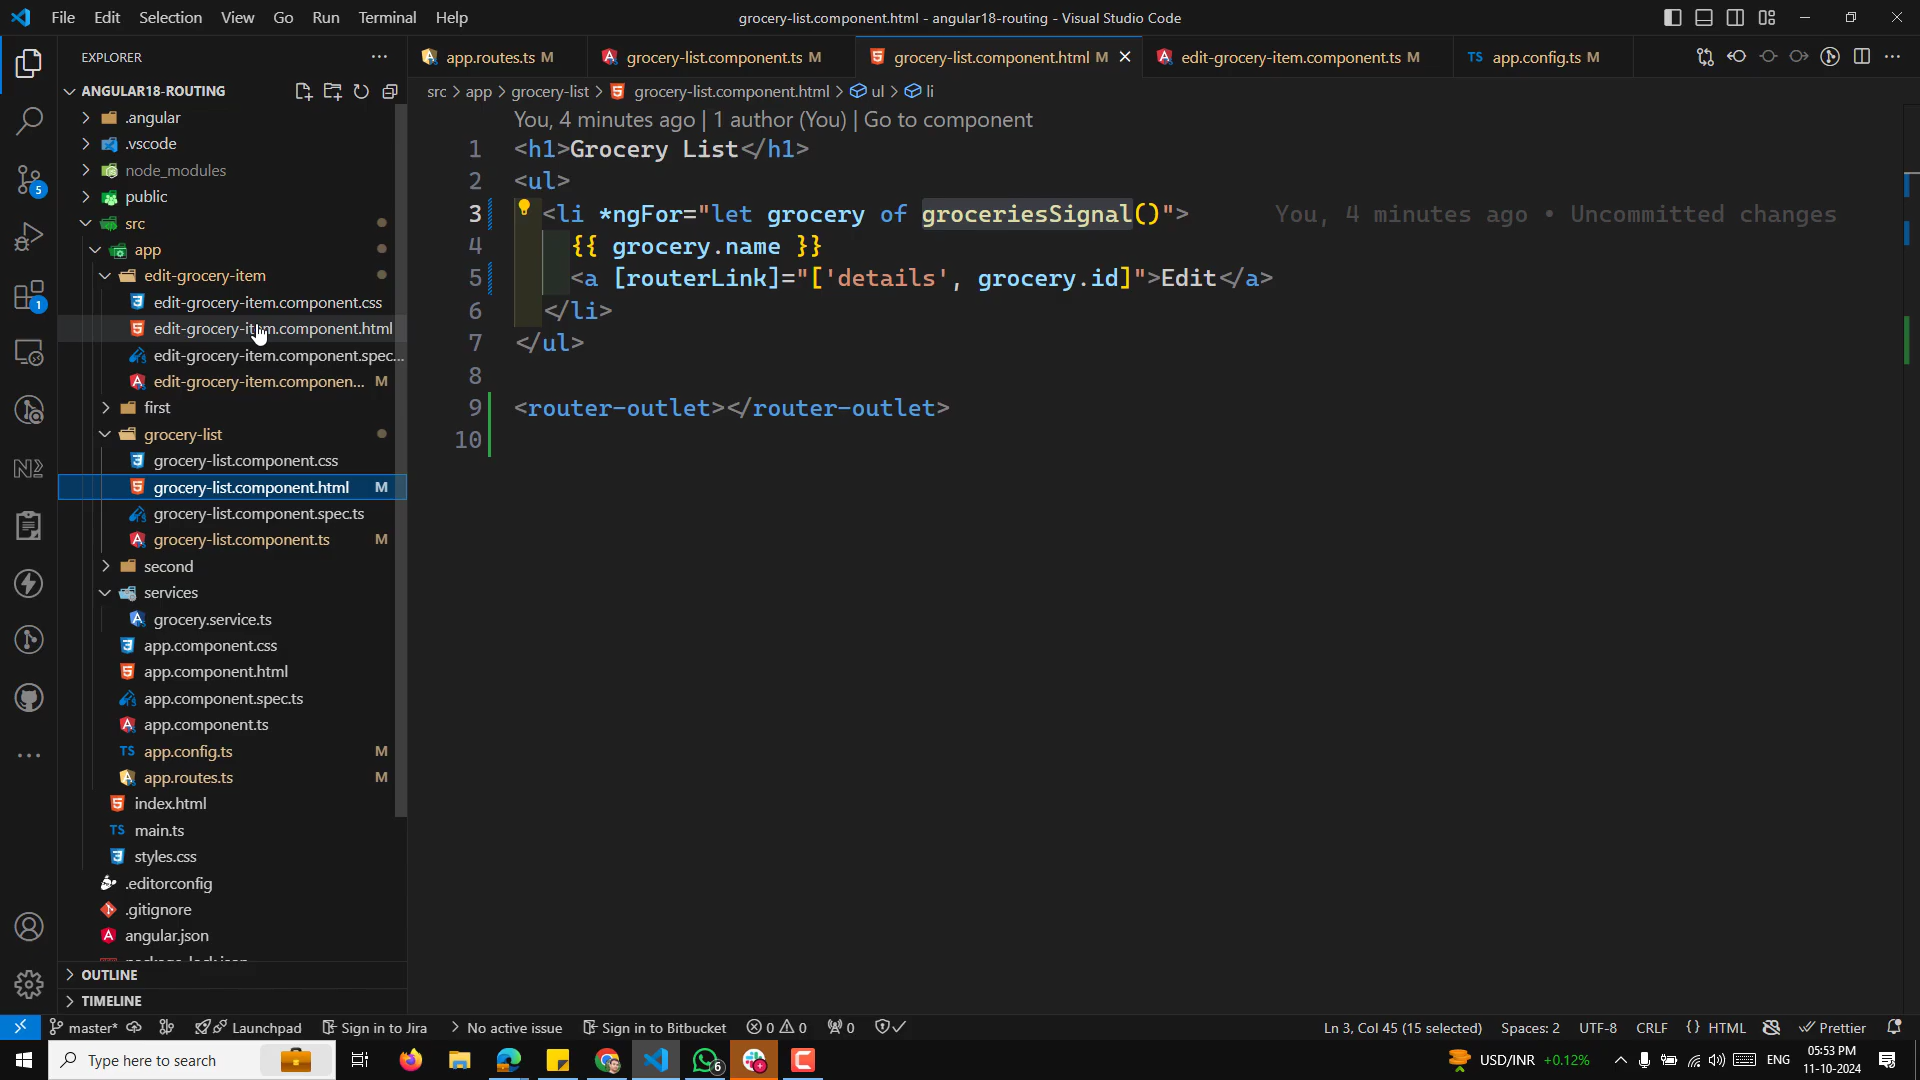 File Edit Selection View Go Run Terminal Help
grocery-list.component.html - angular18-routing - Visual Studio Code
EXPLORER
app.routes.ts M
grocery-list.component.ts M
grocery-list.component.html M
edit-grocery-item.component.ts M
app.config.ts M
ANGULAR18-ROUTING
src > app > grocery-list > grocery-list.component.html > ul > li
.angular
.vscode
node_modules
public
src
app
edit-grocery-item
edit-grocery-item.component.css
edit-grocery-item.component.html
edit-grocery-item.component.spec...
edit-grocery-item.componen... M
first
grocery-list
grocery-list.component.css
grocery-list.component.html M
grocery-list.component.spec.ts
grocery-list.component.ts M
second
services
grocery.service.ts
app.component.css
app.component.html
app.component.spec.ts
app.component.ts
app.config.ts M
app.routes.ts M
index.html
main.ts
styles.css
.editorconfig
.gitignore
angular.json
OUTLINE
TIMELINE
5
1
You, 4 minutes ago | 1 author (You) | Go to component
1 <h1>Grocery List</h1>
2 <ul>
3 <li *ngFor="let grocery of groceriesSignal()"> You, 4 minutes ago • Uncommitted changes
4 {{ grocery.name }}
5 <a [routerLink]="['details', grocery.id]">Edit</a>
6 </li>
7 </ul>
8
9 <router-outlet></router-outlet>
10
master* Launchpad Sign in to Jira No active issue Sign in to Bitbucket 0 0 0
Ln 3, Col 45 (15 selected) Spaces: 2 UTF-8 CRLF {} HTML Prettier
Type here to search
6
USD/INR +0.12%
ENG
05:53 PM
11-10-2024